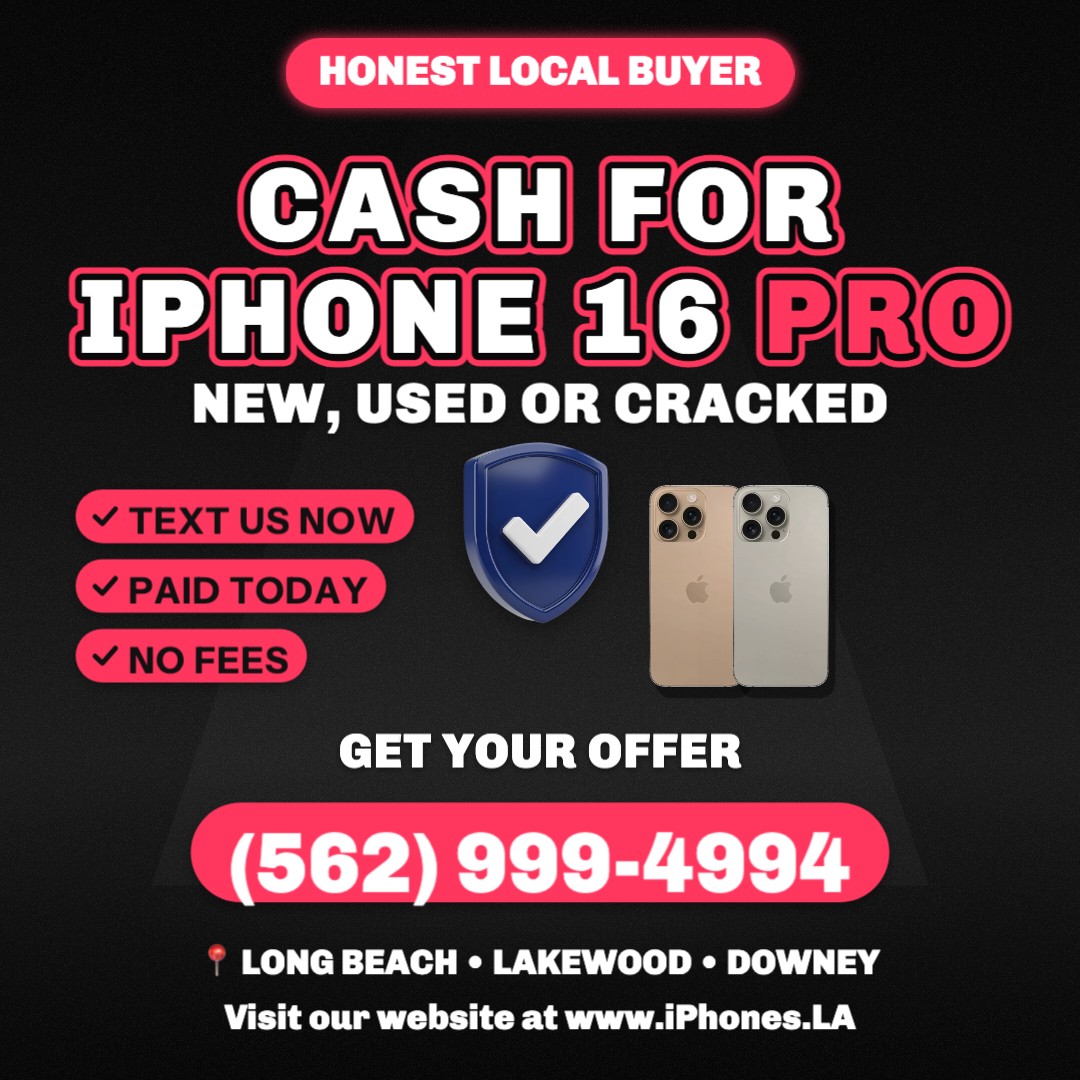 HONEST LOCAL BUYER
CASH FOR
IPHONE 16 PRO
NEW, USED OR CRACKED
✓ TEXT US NOW
✓ PAID TODAY
✓ NO FEES
GET YOUR OFFER
(562) 999-4994
📍 LONG BEACH • LAKEWOOD • DOWNEY
Visit our website at www.iPhones.LA